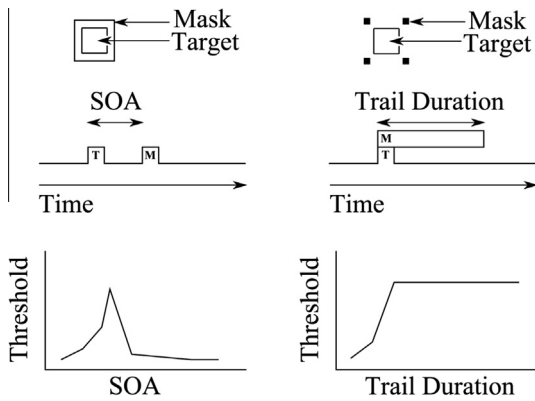 Mask
Target
SOA
T
M
Time
Threshold
SOA
Mask
Target
Trail Duration
M
T
Time
Threshold
Trail Duration